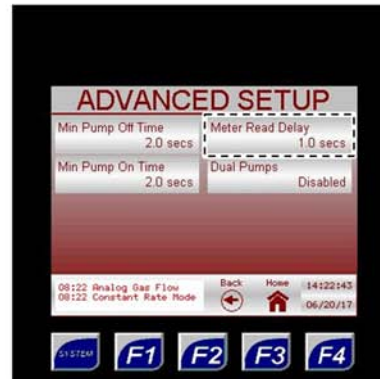 ADVANCED SETUP
Min Pump Off Time
2.0 secs
Meter Read Delay
1.0 secs
Min Pump On Time
2.0 secs
Dual Pumps
Disabled
08:22 Analog Gas Flow
08:22 Constant Rate Mode
Back
Home
14:22:43
06/20/17
SYSTEM
F1
F2
F3
F4